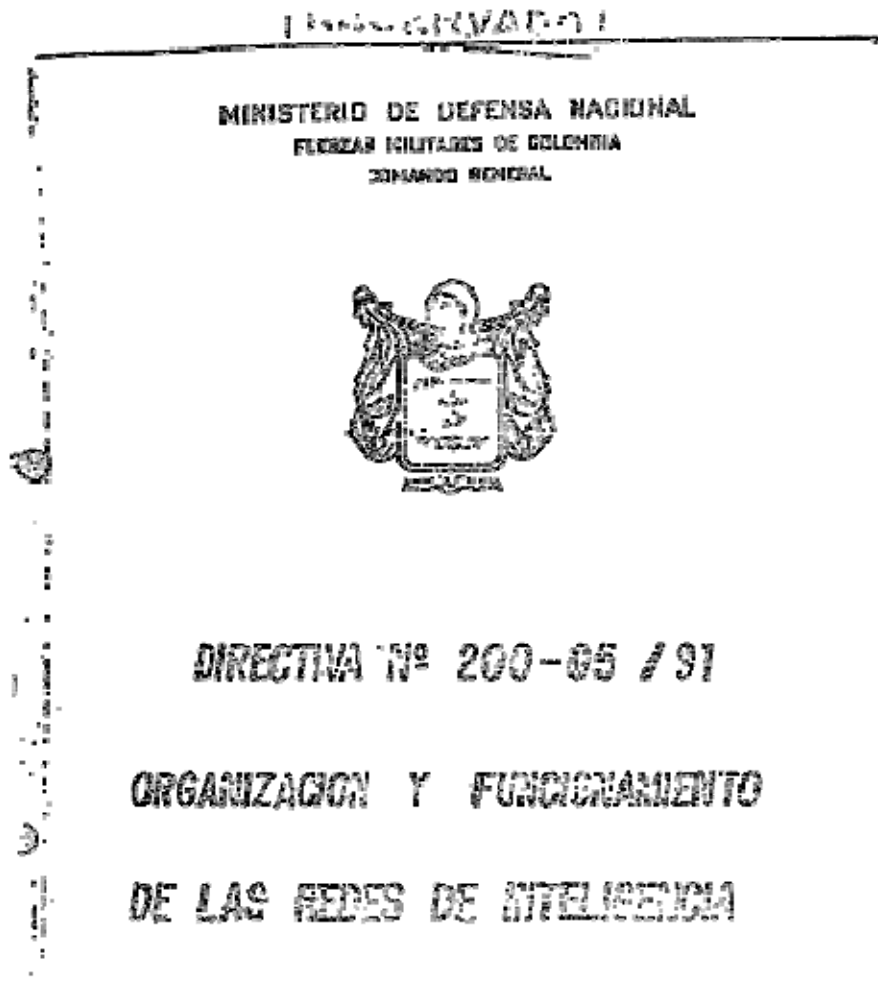 MINISTERIO DE DEFENSA NACIONAL
FUERZAS MILITARES DE COLOMBIA
COMANDO GENERAL
DIRECTIVA Nº 200-05 / 91
ORGANIZACION Y FUNCIONAMIENTO
DE LAS REDES DE INTELIGENCIA